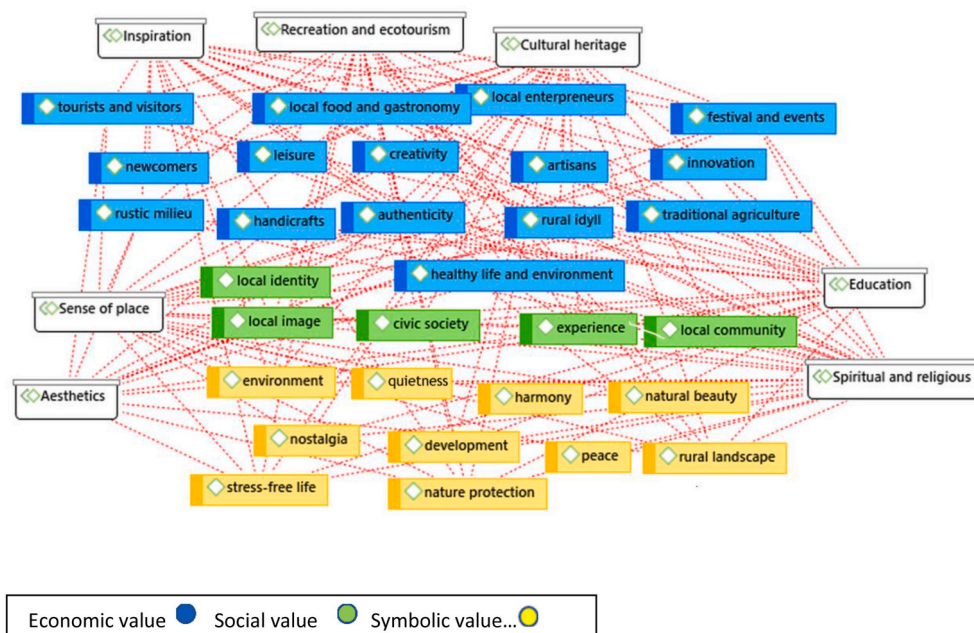 Inspiration
Recreation and ecotourism
Cultural heritage
tourists and visitors
local food and gastronomy
local enterpreneurs
festival and events
newcomers
leisure
creativity
artisans
innovation
rustic milieu
handicrafts
authenticity
rural idyll
traditional agriculture
local identity
healthy life and environment
Education
Sense of place
local image
civic society
experience
local community
Aesthetics
environment
quietness
harmony
natural beauty
Spiritual and religious
nostalgia
development
peace
rural landscape
stress-free life
nature protection
Economic value Social value Symbolic value...